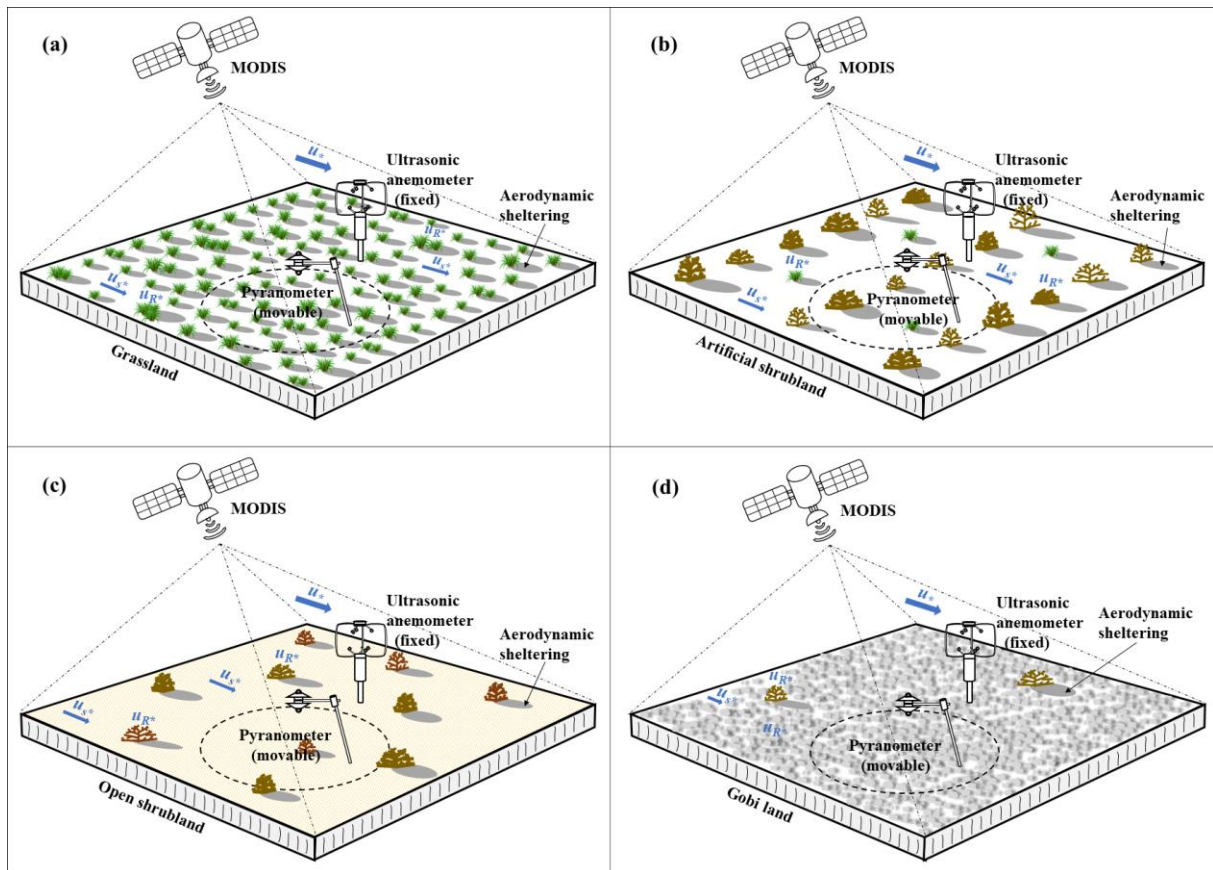 (a)
MODIS
u*
Ultrasonic
anemometer
(fixed)
Aerodynamic
sheltering
uR*
us*
us*
uR*
Pyranometer
(movable)
Grassland
(b)
MODIS
u*
Ultrasonic
anemometer
(fixed)
Aerodynamic
sheltering
uR*
us*
uR*
us*
Pyranometer
(movable)
Artificial shrubland
(c)
MODIS
u*
Ultrasonic
anemometer
(fixed)
Aerodynamic
sheltering
uR*
us*
us*
uR*
Pyranometer
(movable)
Open shrubland
(d)
MODIS
u*
Ultrasonic
anemometer
(fixed)
Aerodynamic
sheltering
uR*
us*
uR*
Pyranometer
(movable)
Gobi land